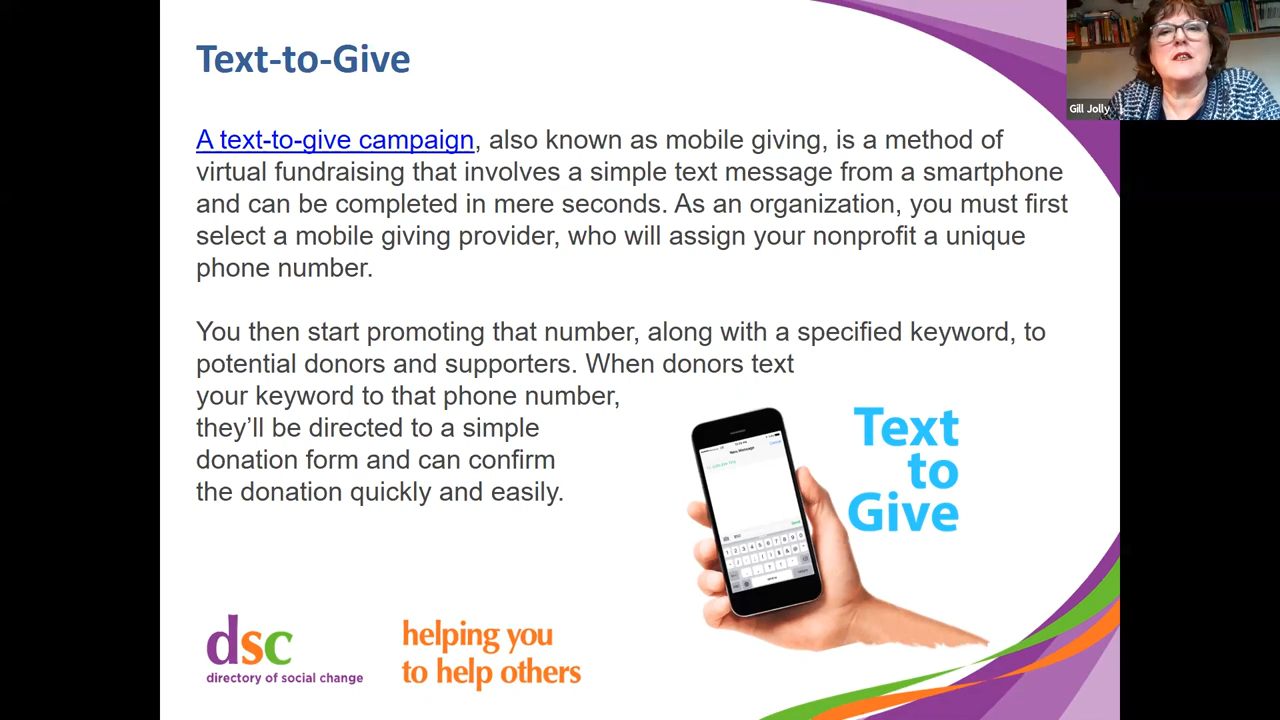 Text-to-Give
Gill Jolly
A text-to-give campaign, also known as mobile giving, is a method of
virtual fundraising that involves a simple text message from a smartphone
and can be completed in mere seconds. As an organization, you must first
select a mobile giving provider, who will assign your nonprofit a unique
phone number.
You then start promoting that number, along with a specified keyword, to
potential donors and supporters. When donors text
your keyword to that phone number,
they’ll be directed to a simple
donation form and can confirm
the donation quickly and easily.
New Message
Text
to
Give
dsc
directory of social change
helping you
to help others